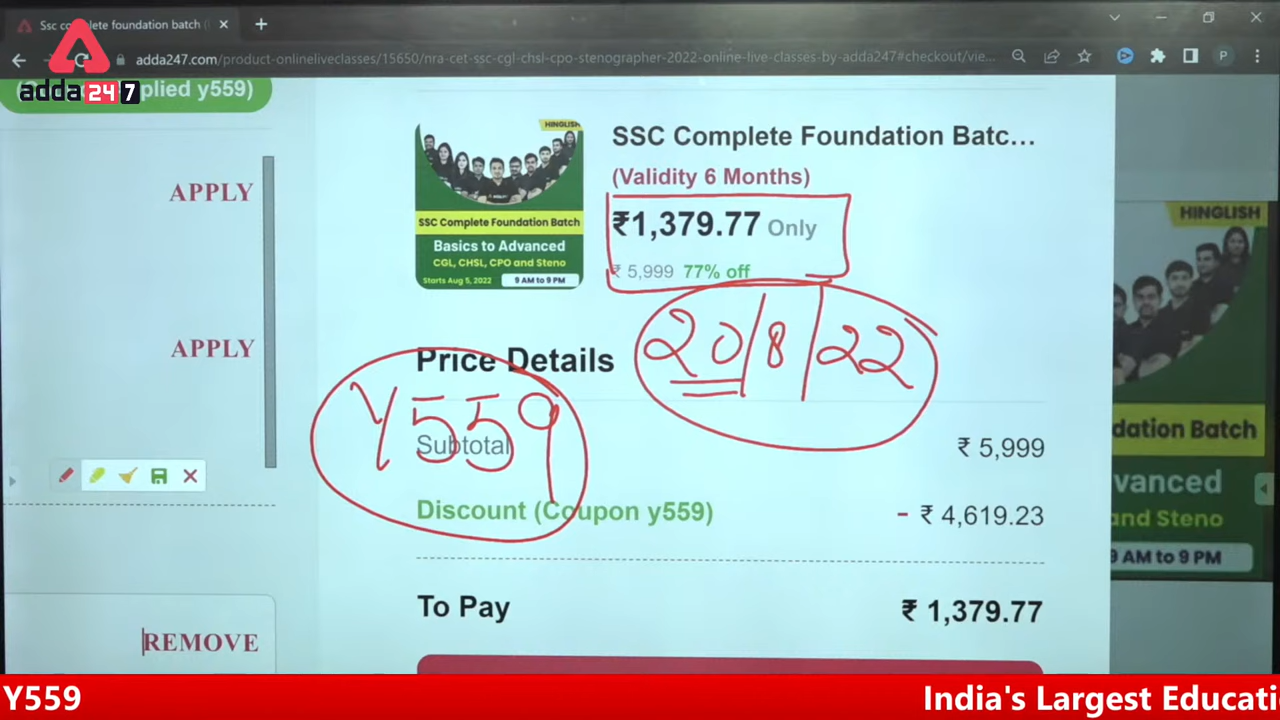 Ssc complete foundation batch (
adda247.com/product-onlineliveclasses/15650/nra-cet-ssc-cgl-chsl-cpo-stenographer-2022-online-live-classes-by-adda247#checkout/vie...
P
adda 24 7
plied y559)
APPLY
APPLY
REMOVE
HINGLISH
SSC Complete Foundation Batch
Basics to Advanced
CGL, CHSL, CPO and Steno
Starts Aug 5, 2022 9 AM to 9 PM
SSC Complete Foundation Batc...
(Validity 6 Months)
₹1,379.77 Only
₹ 5,999 77% off
20/8/22
Price Details
Y559
Subtotal ₹ 5,999
Discount (Coupon y559) - ₹ 4,619.23
To Pay ₹ 1,379.77
HINGLISH
dation Batch
vanced
and Steno
9 AM to 9 PM
Y559 India's Largest Educati